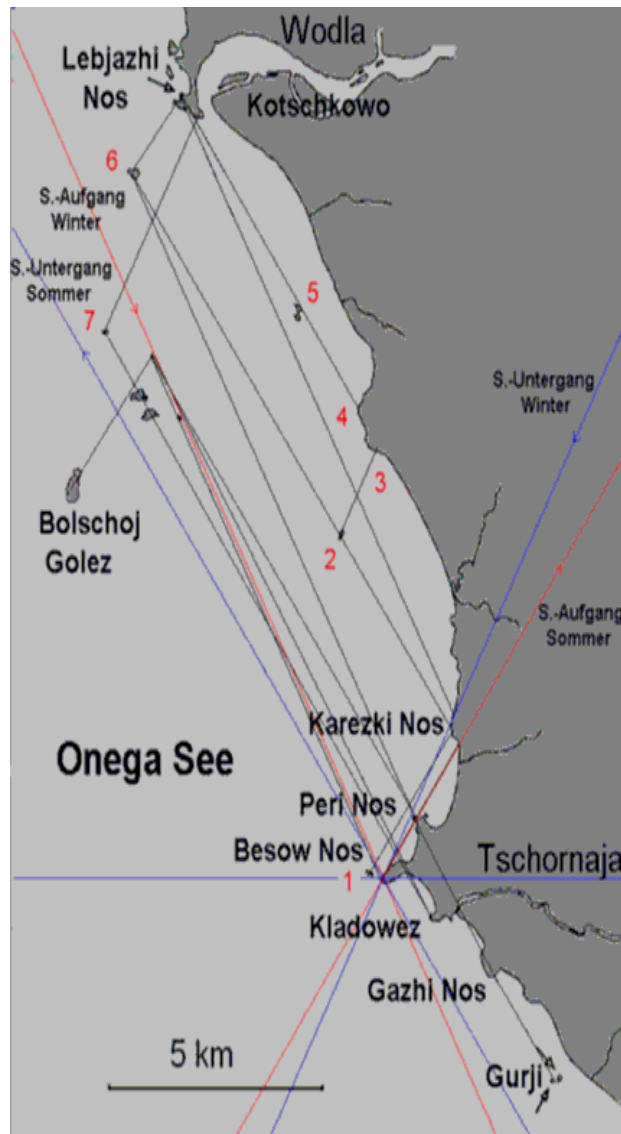 Wodla
Lebjazhi
Nos
Kotschkowo
6
S.-Aufgang
Winter
S.-Untergang
Sommer
7
5
S.-Untergang
Winter
4
3
Bolschoj
Golez
2
S.-Aufgang
Sommer
Karezki Nos
Onega See
Peri Nos
Besow Nos
Tschornaja
1
Kladowez
Gazhi Nos
5 km
Gurji